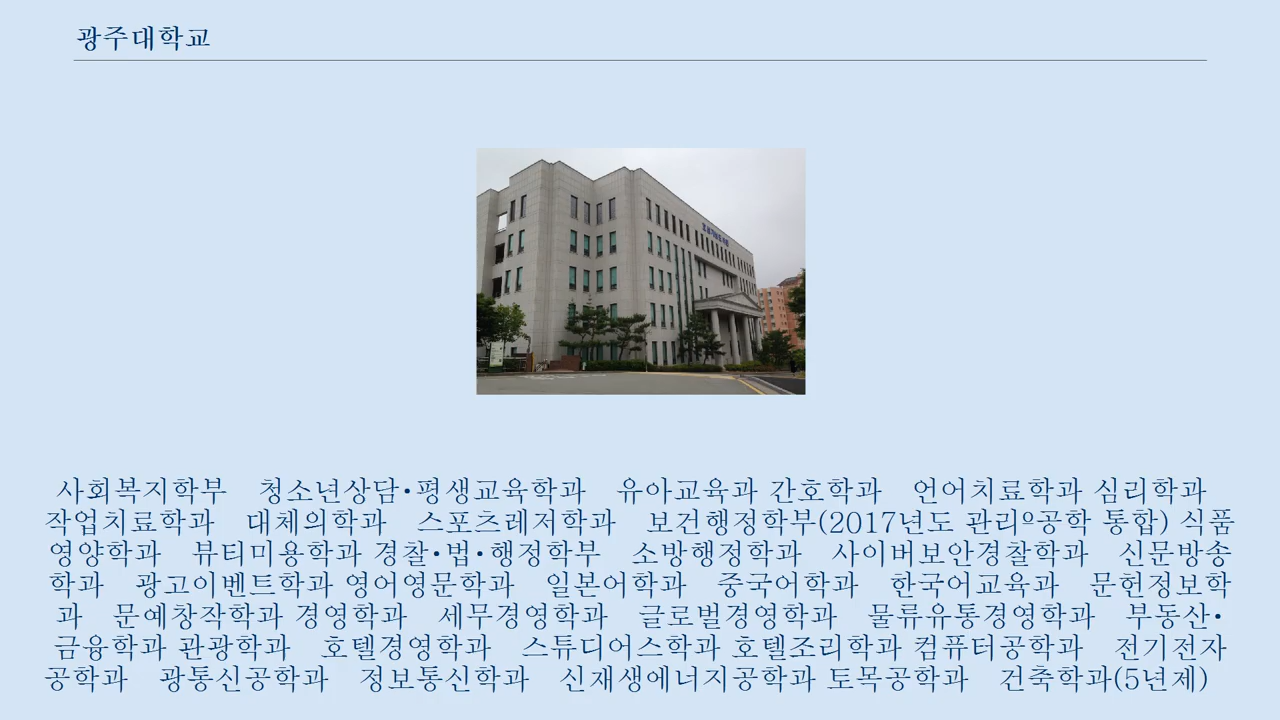 광주대학교
사회복지학부 청소년상담•평생교육학과 유아교육과 간호학과 언어치료학과 심리학과
작업치료학과 대체의학과 스포츠레저학과 보건행정학부(2017년도 관리º공학 통합) 식품
영양학과 뷰티미용학과 경찰•법•행정학부 소방행정학과 사이버보안경찰학과 신문방송
학과 광고이벤트학과 영어영문학과 일본어학과 중국어학과 한국어교육과 문헌정보학
과 문예창작학과 경영학과 세무경영학과 글로벌경영학과 물류유통경영학과 부동산•
금융학과 관광학과 호텔경영학과 스튜디어스학과 호텔조리학과 컴퓨터공학과 전기전자
공학과 광통신공학과 정보통신학과 신재생에너지공학과 토목공학과 건축학과(5년제)